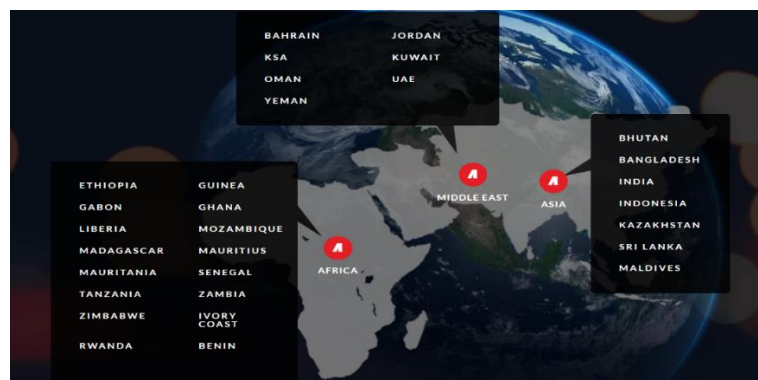 BAHRAIN JORDAN
KSA KUWAIT
OMAN UAE
YEMAN
MIDDLE EAST
BHUTAN
BANGLADESH
INDIA
INDONESIA
KAZAKHSTAN
SRI LANKA
MALDIVES
ASIA
ETHIOPIA GUINEA
GABON GHANA
LIBERIA MOZAMBIQUE
MADAGASCAR MAURITIUS
MAURITANIA SENEGAL
TANZANIA ZAMBIA
ZIMBABWE IVORY
COAST
RWANDA BENIN
AFRICA